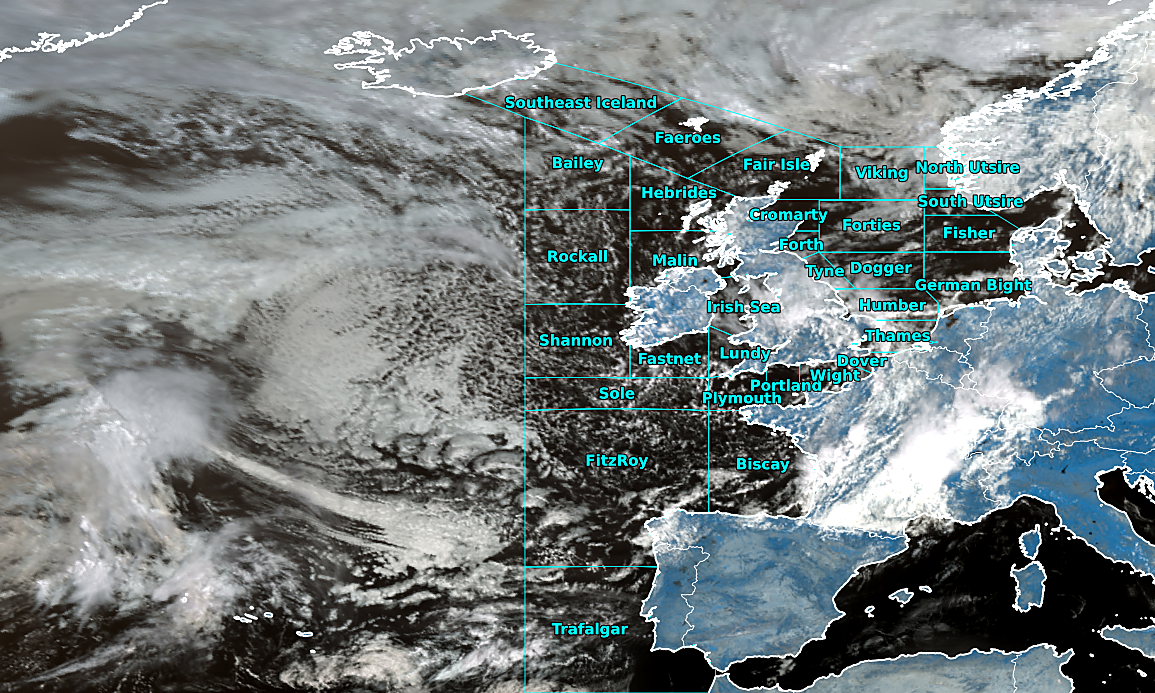 Southeast Iceland
Faeroes
Bailey
Fair Isle
Viking
North Utsire
Hebrides
South Utsire
Cromarty
Forties
Fisher
Forth
Rockall
Malin
Tyne
Dogger
German Bight
Irish Sea
Humber
Thames
Shannon
Fastnet
Lundy
Dover
Wight
Portland
Sole
Plymouth
FitzRoy
Biscay
Trafalgar